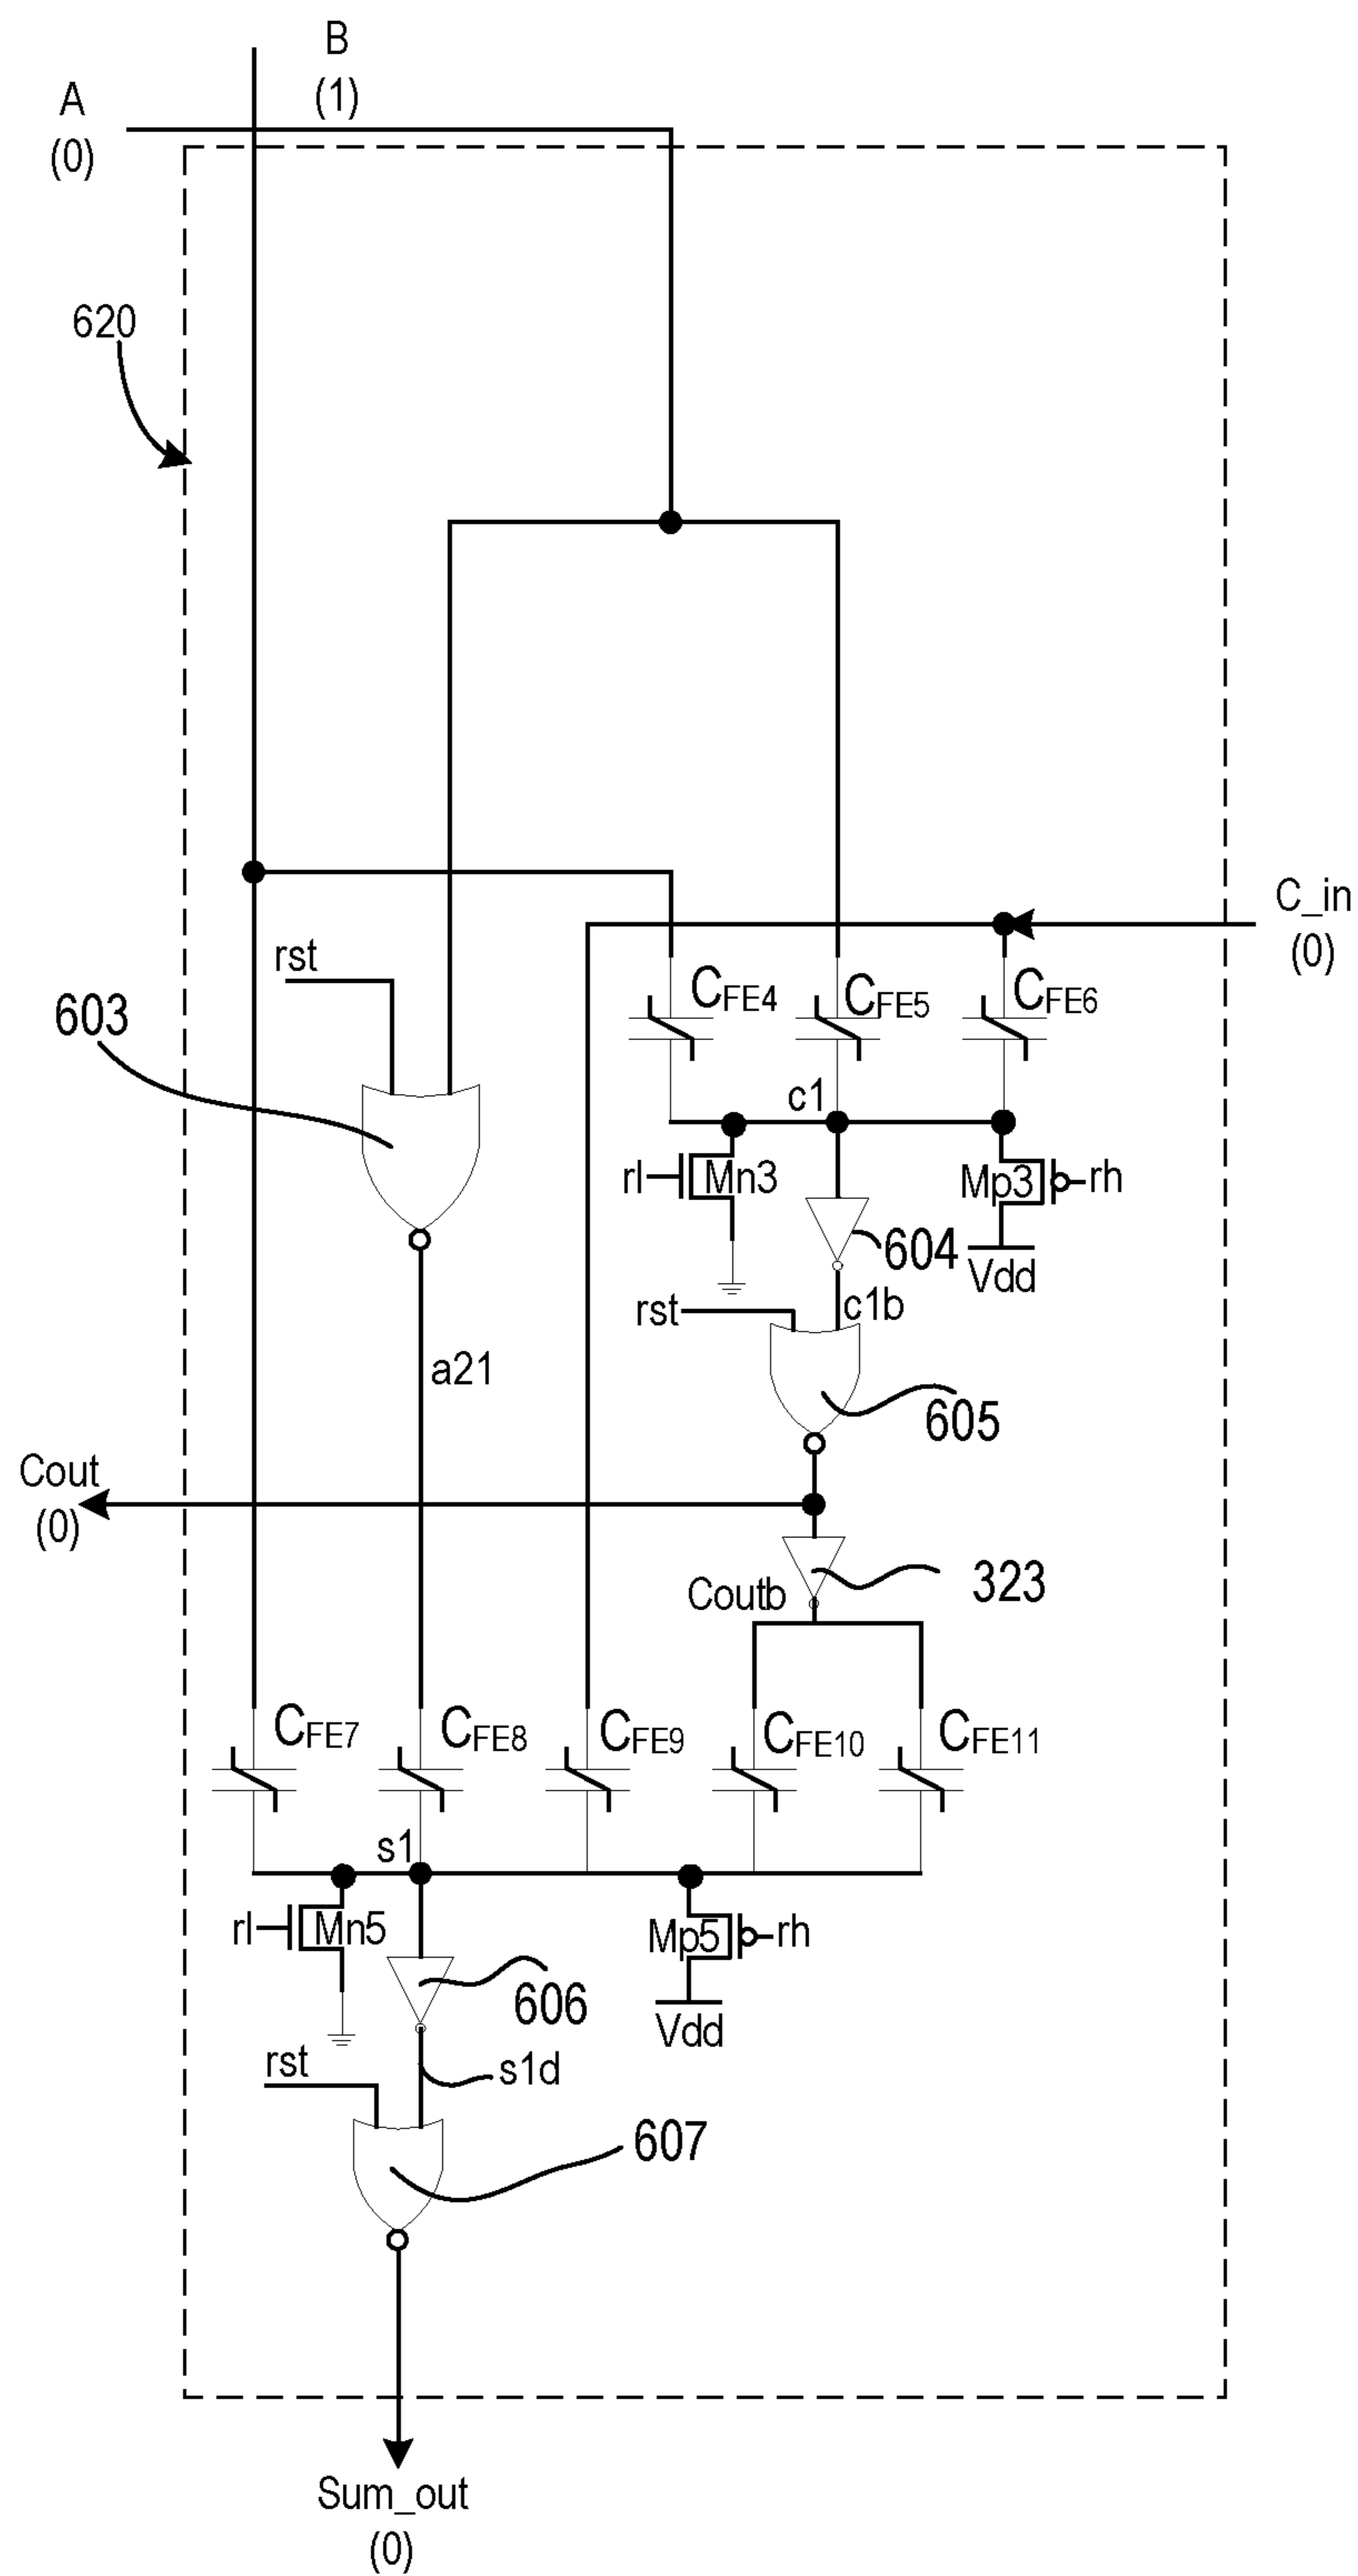 B
(1)
A
(0)
620
C_in
(0)
rst
603
CFE4
CFE5
CFE6
c1
rl
Mn3
Mp3
rh
604
Vdd
rst
c1b
a21
605
Cout
(0)
323
Coutb
CFE7
CFE8
CFE9
CFE10
CFE11
s1
rl
Mn5
Mp5
rh
606
Vdd
rst
s1d
607
Sum_out
(0)